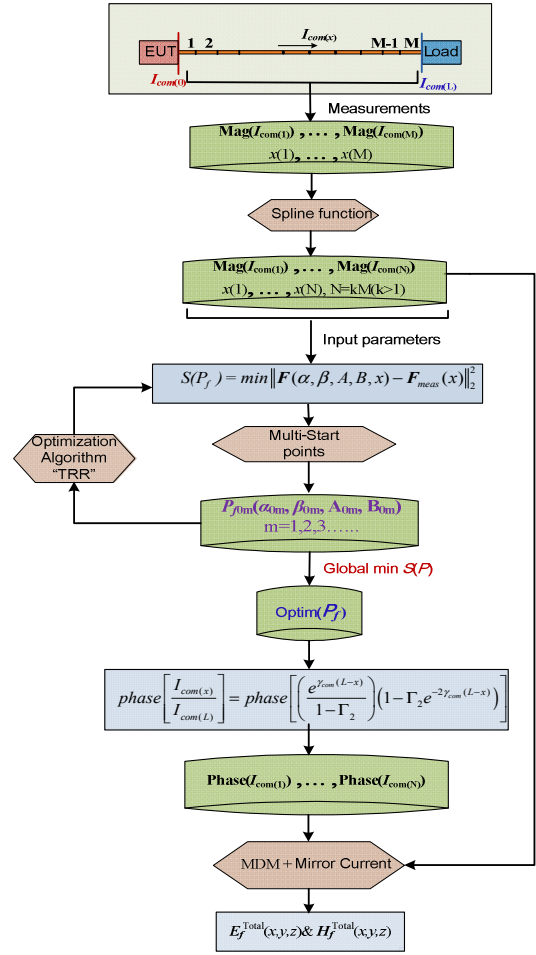 I_com(x)
EUT 1 2 M-1 M Load
I_com(0) I_com(L)
Measurements
Mag(I_com(1)) , . . . , Mag(I_com(M))
x(1), . . . , x(M)
Spline function
Mag(I_com(1)) , . . . , Mag(I_com(N))
x(1), . . . , x(N), N=kM(k>1)
Input parameters
S(P_f) = min‖F(α, β, A, B, x) − F_meas(x)‖₂²
Optimization
Algorithm
“TRR”
Multi-Start
points
P_f0m(α_0m, β_0m, A_0m, B_0m)
m=1,2,3……
Global min S(P)
Optim(P_f)
phase[I_com(x) / I_com(L)] = phase[(e^{γ_com(L−x)} / (1−Γ₂))(1−Γ₂e^{−2γ_com(L−x)})]
Phase(I_com(1)) , . . . , Phase(I_com(N))
MDM + Mirror Current
E_f^Total(x,y,z)& H_f^Total(x,y,z)